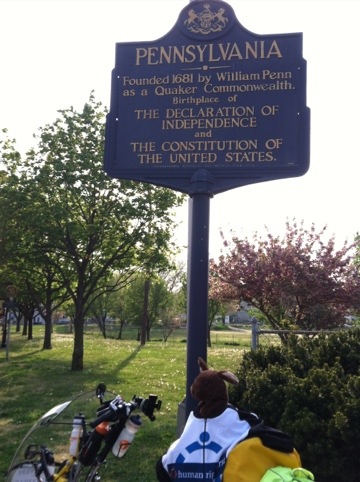 PENNSYLVANIA
Founded 1681 by William Penn
as a Quaker Commonwealth.
Birthplace of
THE DECLARATION OF
INDEPENDENCE
and
THE CONSTITUTION OF
THE UNITED STATES.
human